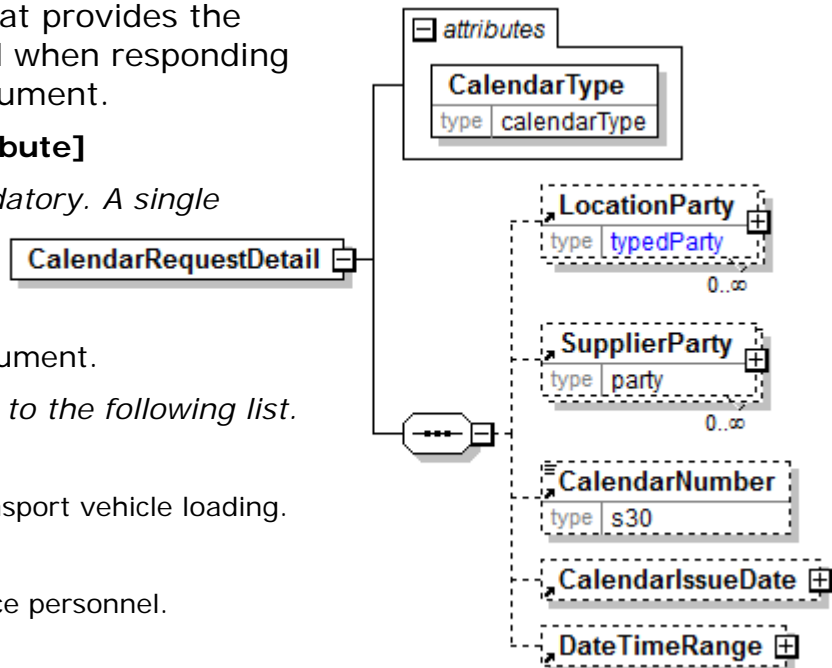 at provides the
l when responding
ument.
bute]
datory. A single
ument.
to the following list.
nsport vehicle loading.
ce personnel.
CalendarRequestDetail
attributes
CalendarType
type calendarType
LocationParty
type typedParty
0..∞
SupplierParty
type party
0..∞
CalendarNumber
type s30
CalendarIssueDate
DateTimeRange